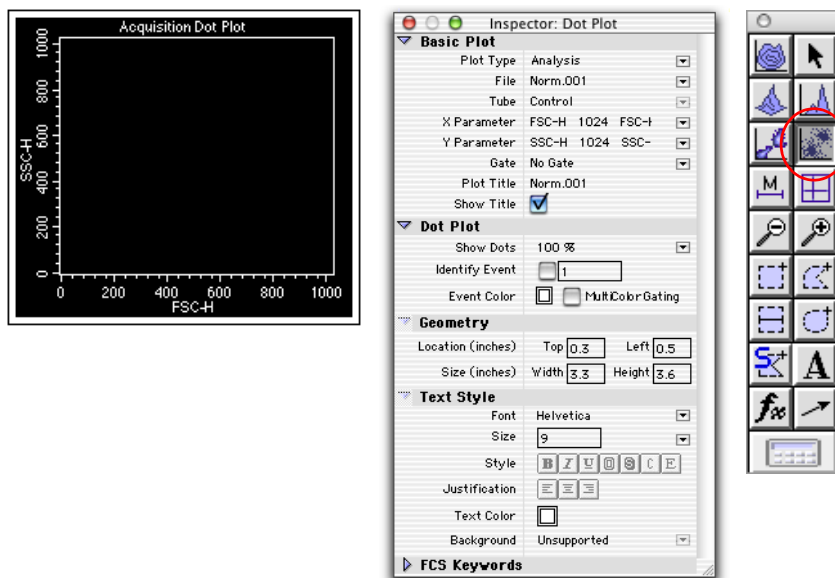 Acquisition Dot Plot
1000
800
600
400
200
0
SSC-H
0 200 400 600 800 1000
FSC-H
Inspector: Dot Plot
Basic Plot
Plot Type Analysis
File Norm.001
Tube Control
X Parameter FSC-H 1024 FSC-H
Y Parameter SSC-H 1024 SSC-
Gate No Gate
Plot Title Norm.001
Show Title
Dot Plot
Show Dots 100 %
Identify Event 1
Event Color MultiColor Gating
Geometry
Location (inches) Top 0.3 Left 0.5
Size (inches) Width 3.3 Height 3.6
Text Style
Font Helvetica
Size 9
Style B I U O S C E
Justification
Text Color
Background Unsupported
FCS Keywords
M
S
A
fx